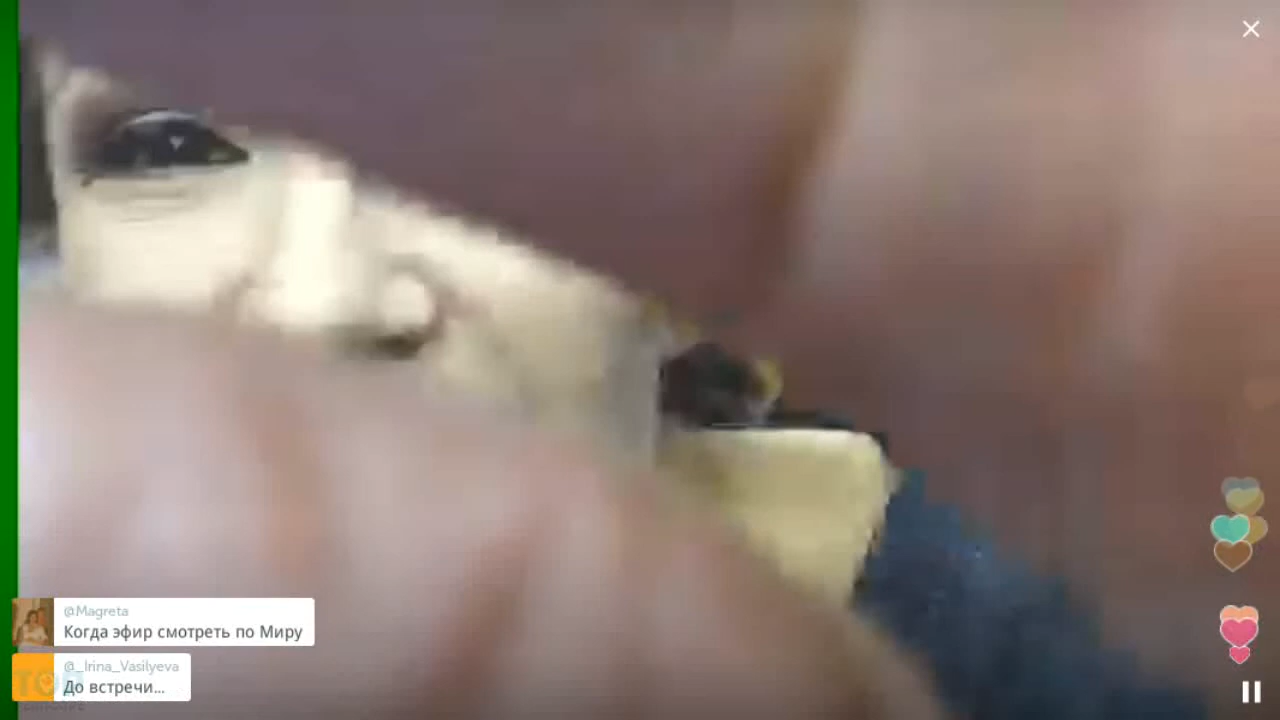 @Magreta
Когда эфир смотреть по Миру
@_Irina_Vasilyeva
До встречи...